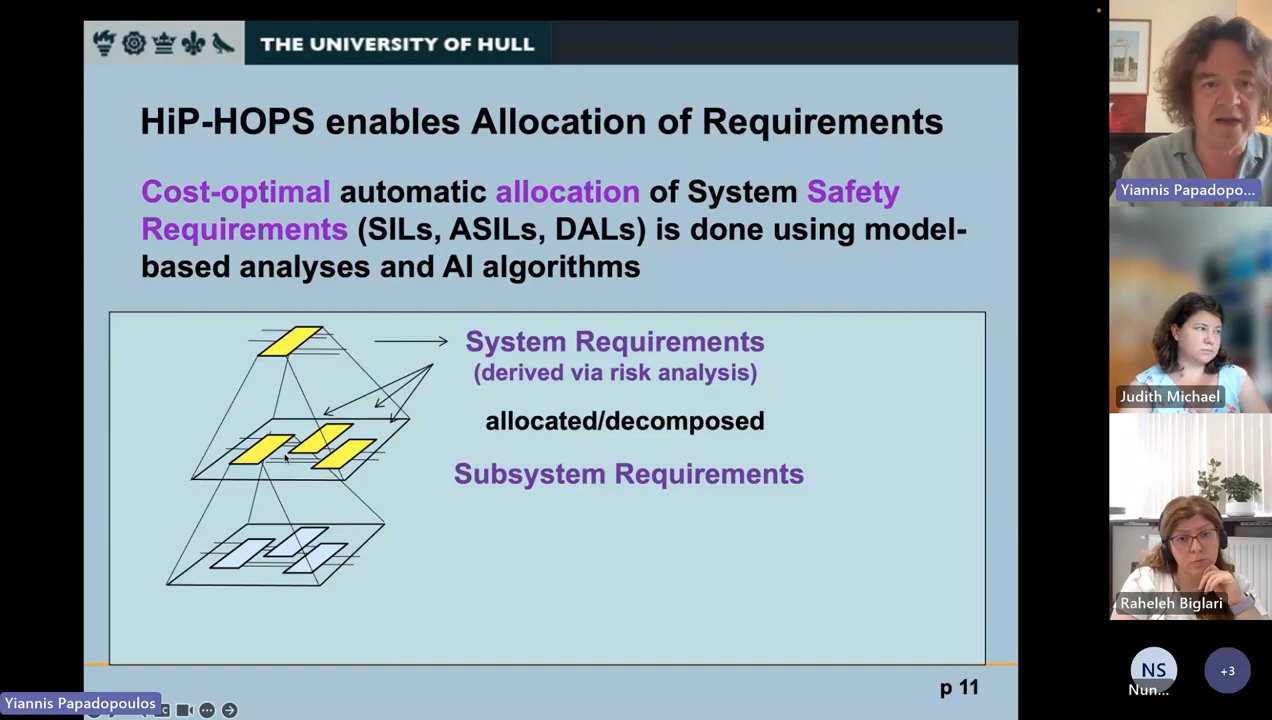 THE UNIVERSITY OF HULL
HiP-HOPS enables Allocation of Requirements
Cost-optimal automatic allocation of System Safety
Requirements (SILs, ASILs, DALs) is done using model-
based analyses and AI algorithms
System Requirements
(derived via risk analysis)
allocated/decomposed
Subsystem Requirements
p 11
Yiannis Papadopoulos
Yiannis Papadopo...
Judith Michael
Raheleh Biglari
NS
Nun...
+3